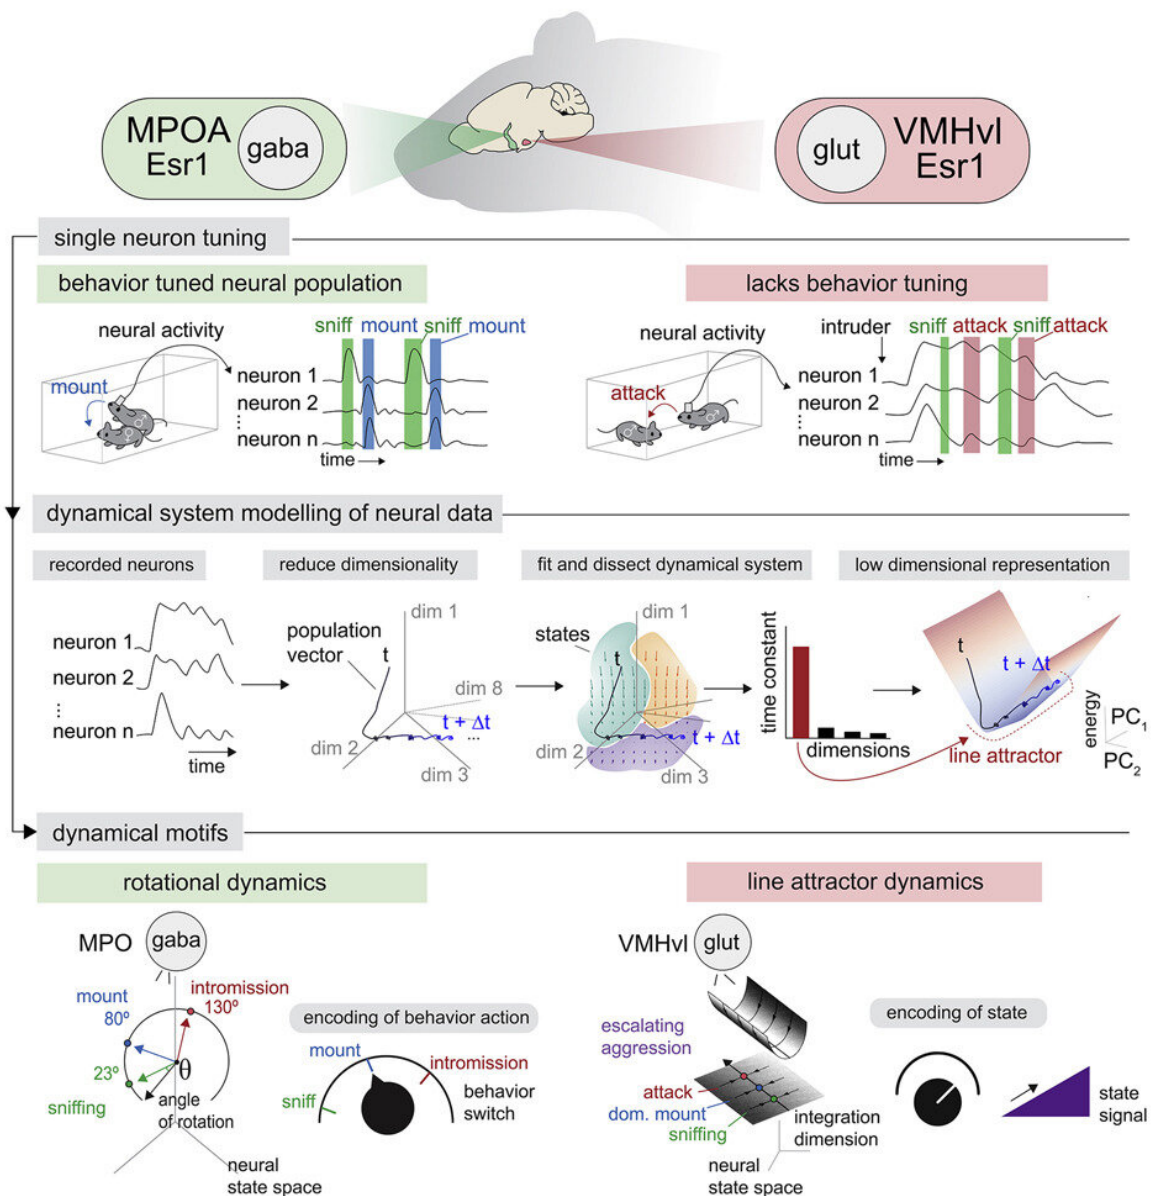 MPOA
Esr1
gaba
glut
VMHvl
Esr1
single neuron tuning
behavior tuned neural population
neural activity
mount
sniff mount sniff mount
neuron 1
neuron 2
neuron n
time
lacks behavior tuning
neural activity
attack
intruder
sniff attack sniff attack
neuron 1
neuron 2
neuron n
time
dynamical system modelling of neural data
recorded neurons
neuron 1
neuron 2
neuron n
time
reduce dimensionality
population
vector
t
dim 1
dim 8
t + Δt
dim 2
dim 3
...
fit and dissect dynamical system
states
t
dim 1
t + Δt
dim 2
dim 3
low dimensional representation
time constant
dimensions
t
t + Δt
line attractor
energy
PC1
PC2
dynamical motifs
rotational dynamics
MPO
gaba
mount
80º
intromission
130º
23º
sniffing
θ
angle
of rotation
neural
state space
encoding of behavior action
mount
intromission
sniff
behavior
switch
line attractor dynamics
VMHvl
glut
escalating
aggression
attack
dom. mount
sniffing
integration
dimension
neural
state space
encoding of state
state
signal